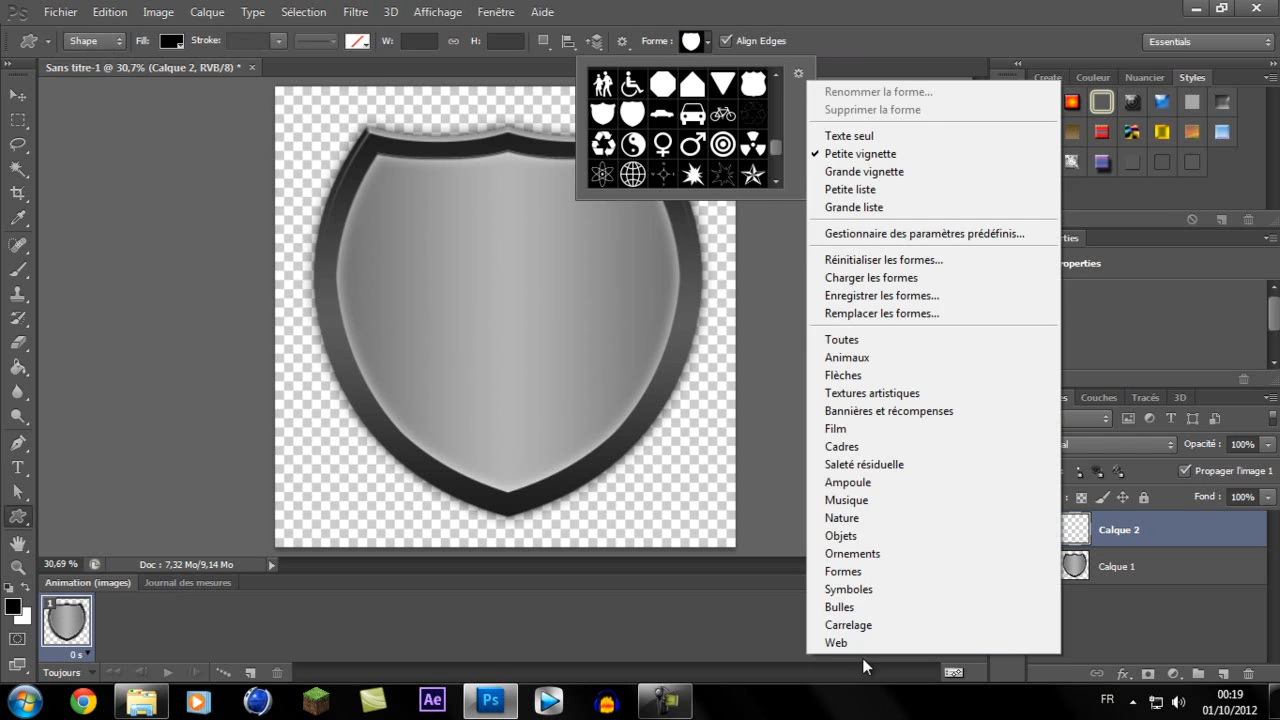 Ps Fichier Edition Image Calque Type Sélection Filtre 3D Affichage Fenêtre Aide
Shape Fill: Stroke: W: H: Forme : Align Edges Essentials
Sans titre-1 @ 30,7% (Calque 2, RVB/8) * ×
Create Couleur Nuancier Styles
Renommer la forme...
Supprimer la forme
Texte seul
Petite vignette
Grande vignette
Petite liste
Grande liste
Gestionnaire des paramètres prédéfinis...
Réinitialiser les formes...
Charger les formes
Enregistrer les formes...
Remplacer les formes...
Toutes
Animaux
Flèches
Textures artistiques
Bannières et récompenses
Film
Cadres
Saleté résiduelle
Ampoule
Musique
Nature
Objets
Ornements
Formes
Symboles
Bulles
Carrelage
Web
roperties
Couches Tracés 3D
Opacité : 100%
Propager l'image 1
Fond : 100%
Calque 2
Calque 1
30,69 % Doc : 7,32 Mo/9,14 Mo
Animation (images) Journal des mesures
1
0 s
Toujours
Ae Ps
FR 00:19
01/10/2012